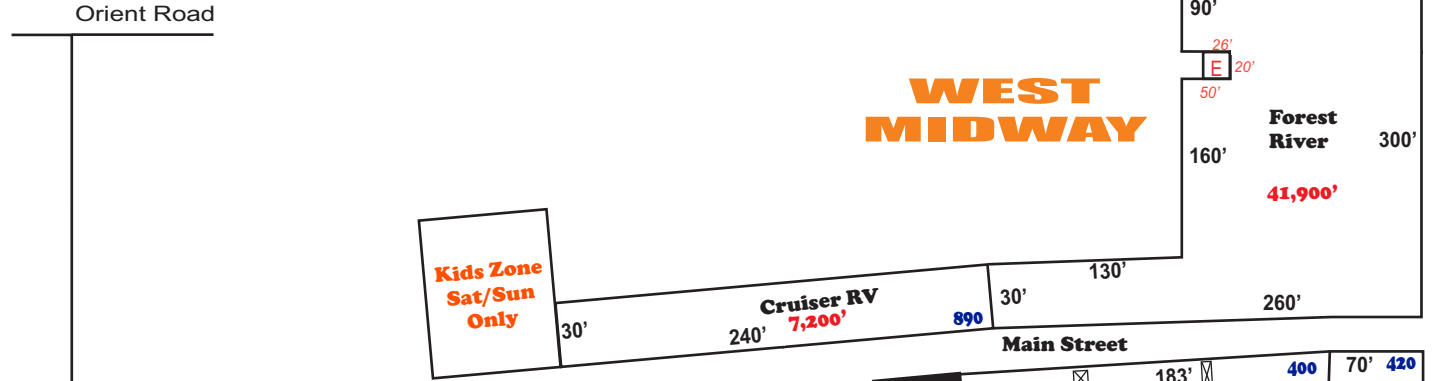 Orient Road
90'
26'
E 20'
50'
WEST
MIDWAY
Forest
River
300'
160'
41,900'
Kids Zone
Sat/Sun
Only
130'
30'
260'
Cruiser RV
7,200'
890
30'
240'
Main Street
183'
400
70'
420